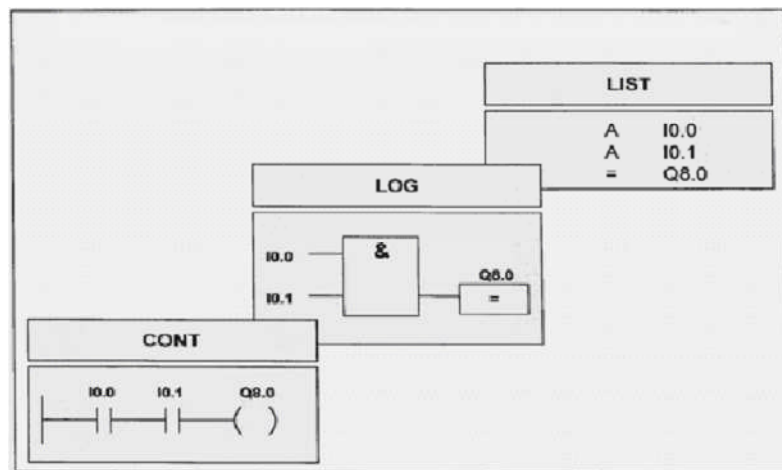 LIST
A I0.0
A I0.1
= Q8.0
LOG
I0.0
&
I0.1
Q8.0
=
CONT
I0.0 I0.1 Q8.0